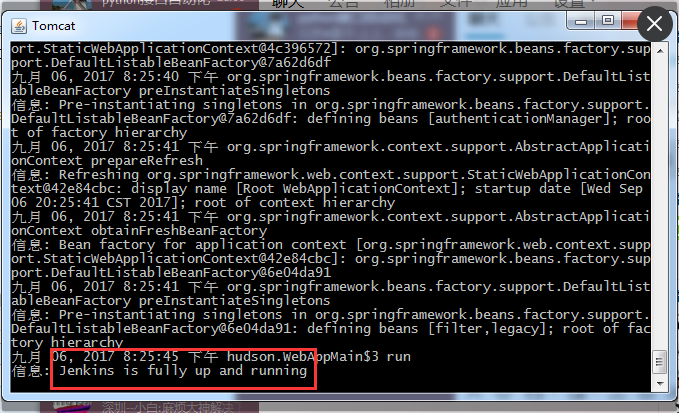 Tomcat
ort.StaticWebApplicationContext@4c396572]: org.springframework.beans.factory.sup
port.DefaultListableBeanFactory@7a62d6df
九月 06, 2017 8:25:40 下午 org.springframework.beans.factory.support.DefaultList
ableBeanFactory preInstantiateSingletons
信息: Pre-instantiating singletons in org.springframework.beans.factory.support.
DefaultListableBeanFactory@7a62d6df: defining beans [authenticationManager]; roo
t of factory hierarchy
九月 06, 2017 8:25:41 下午 org.springframework.context.support.AbstractApplicati
onContext prepareRefresh
信息: Refreshing org.springframework.web.context.support.StaticWebApplicationCon
text@42e84cbc: display name [Root WebApplicationContext]; startup date [Wed Sep
06 20:25:41 CST 2017]; root of context hierarchy
九月 06, 2017 8:25:41 下午 org.springframework.context.support.AbstractApplicati
onContext obtainFreshBeanFactory
信息: Bean factory for application context [org.springframework.web.context.supp
ort.StaticWebApplicationContext@42e84cbc]: org.springframework.beans.factory.sup
port.DefaultListableBeanFactory@6e04da91
九月 06, 2017 8:25:41 下午 org.springframework.beans.factory.support.DefaultList
ableBeanFactory preInstantiateSingletons
信息: Pre-instantiating singletons in org.springframework.beans.factory.support.
DefaultListableBeanFactory@6e04da91: defining beans [filter,legacy]; root of fac
tory hierarchy
九月 06, 2017 8:25:45 下午 hudson.WebAppMain$3 run
信息: Jenkins is fully up and running